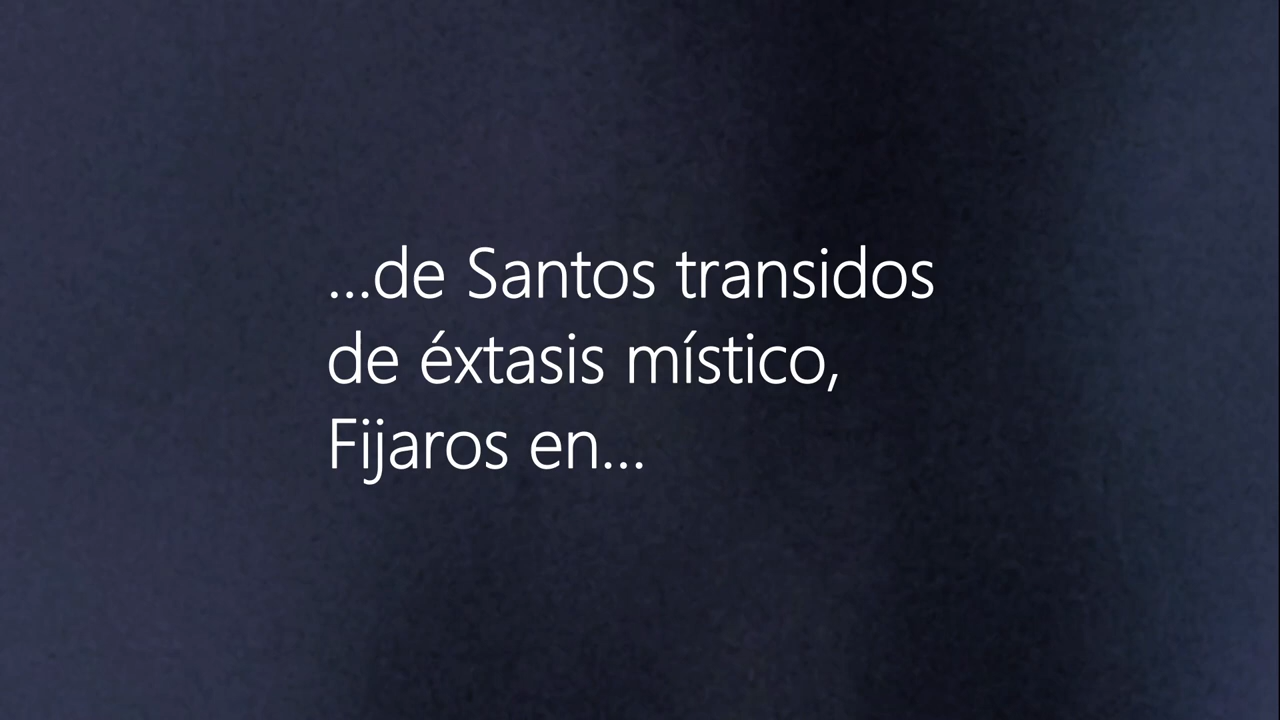 ...de Santos transidos
de éxtasis místico,
Fijaros en...